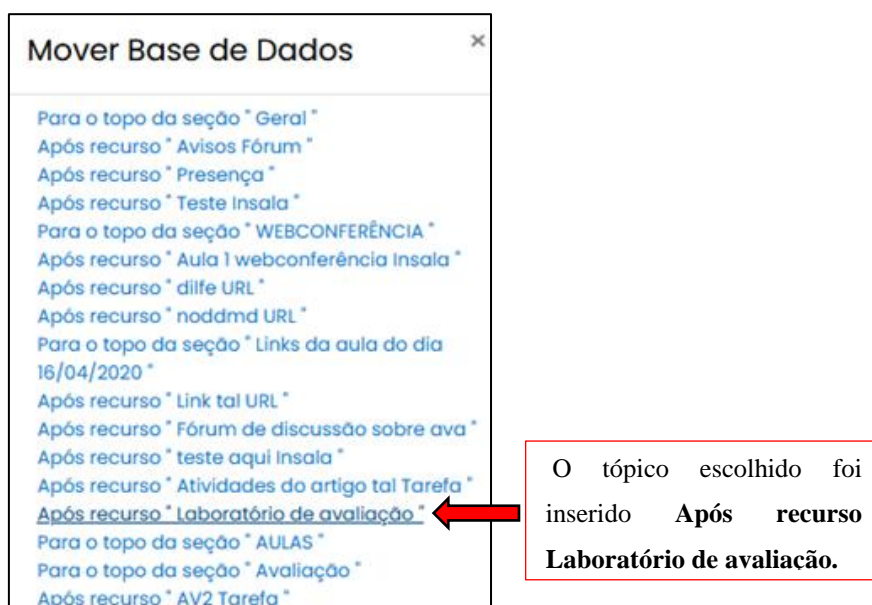 Mover Base de Dados ×
Para o topo da seção " Geral "
Após recurso " Avisos Fórum "
Após recurso " Presença "
Após recurso " Teste Insala "
Para o topo da seção " WEBCONFERÊNCIA "
Após recurso " Aula 1 webconferência Insala "
Após recurso " dilfe URL "
Após recurso " noddmd URL "
Para o topo da seção " Links da aula do dia
16/04/2020 "
Após recurso " Link tal URL "
Após recurso " Fórum de discussão sobre ava "
Após recurso " teste aqui Insala "
Após recurso " Atividades do artigo tal Tarefa "
Após recurso " Laboratório de avaliação "
Para o topo da seção " AULAS "
Para o topo da seção " Avaliação "
Após recurso " AV2 Tarefa "
O tópico escolhido foi
inserido Após recurso
Laboratório de avaliação.